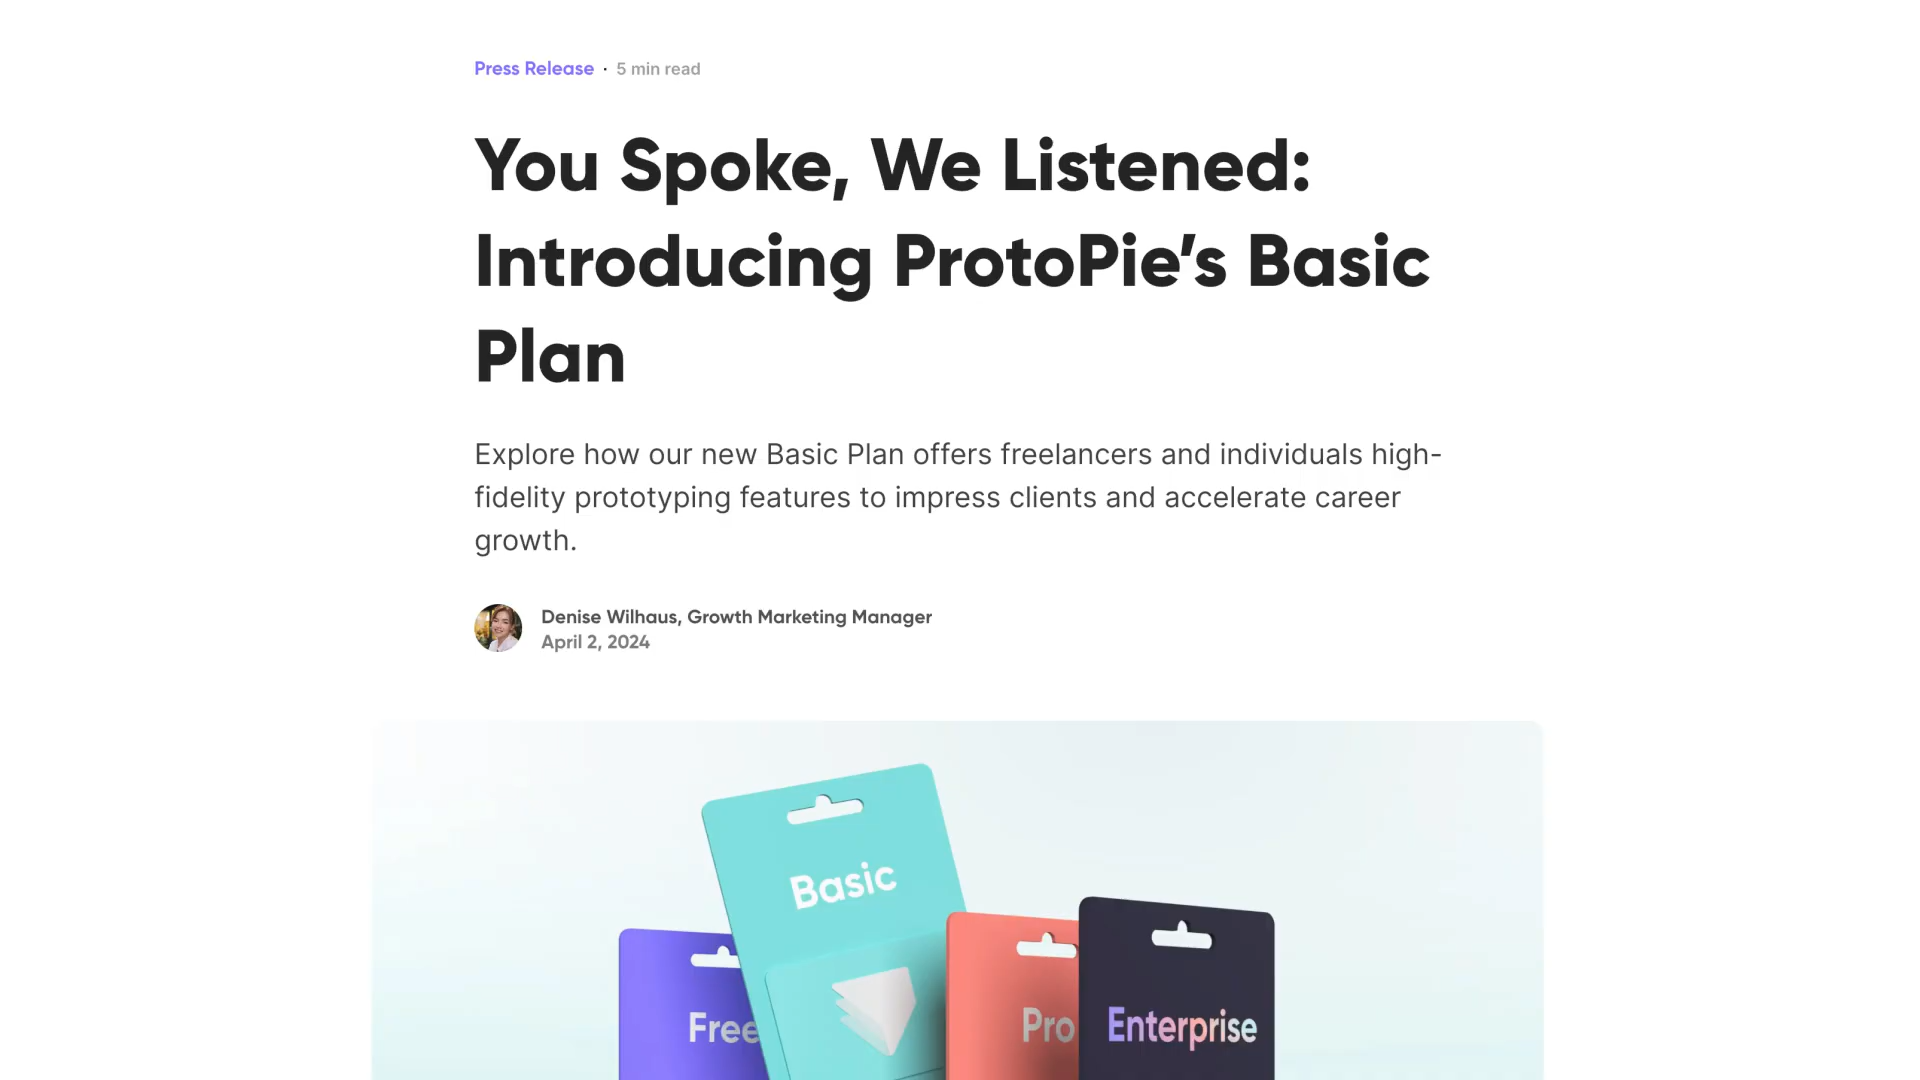 Press Release · 5 min read
You Spoke, We Listened:
Introducing ProtoPie’s Basic
Plan
Explore how our new Basic Plan offers freelancers and individuals high-
fidelity prototyping features to impress clients and accelerate career
growth.
Denise Wilhaus, Growth Marketing Manager
April 2, 2024
Basic
Free
Pro
Enterprise